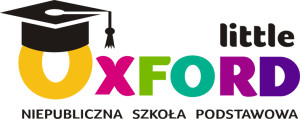 little
OXFORD
NIEPUBLICZNA SZKOŁA PODSTAWOWA